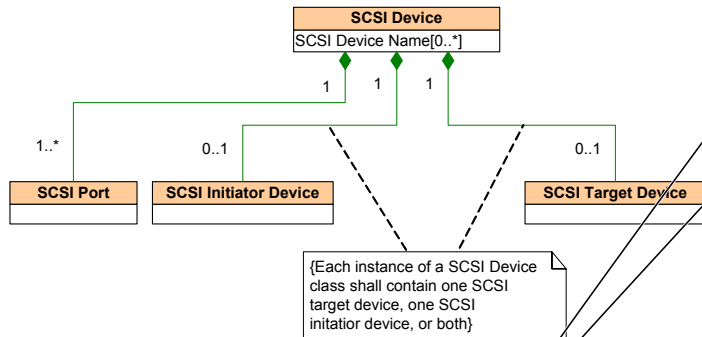 SCSI Device
SCSI Device Name[0..*]
1
1
1
1..*
0..1
0..1
SCSI Port
SCSI Initiator Device
SCSI Target Device
{Each instance of a SCSI Device
class shall contain one SCSI
target device, one SCSI
initatior device, or both}